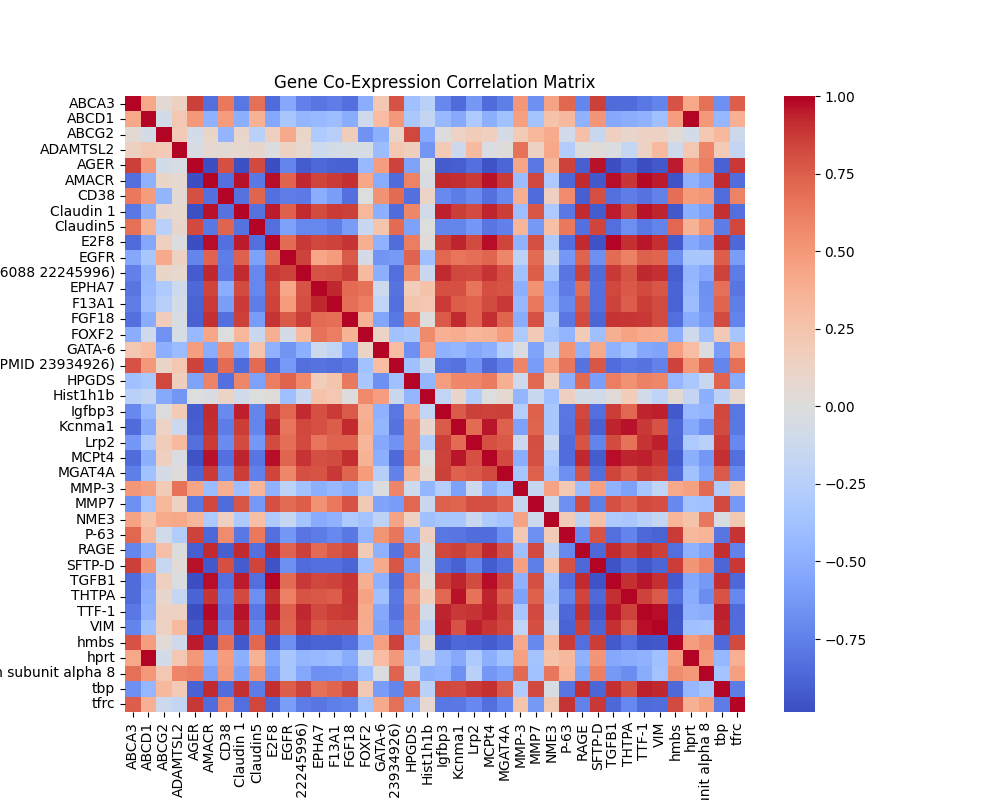 Gene Co-Expression Correlation Matrix
ABCA3
ABCD1
ABCG2
ADAMTSL2
AGER
AMACR
CD38
Claudin 1
Claudin5
E2F8
EGFR
6088 22245996)
EPHA7
F13A1
FGF18
FOXF2
GATA-6
PMID 23934926)
HPGDS
Hist1h1b
Igfbp3
Kcnma1
Lrp2
MCPt4
MGAT4A
MMP-3
MMP7
NME3
P-63
RAGE
SFTP-D
TGFB1
THTPA
TTF-1
VIM
hmbs
hprt
n subunit alpha 8
tbp
tfrc
ABCA3
ABCD1
ABCG2
ADAMTSL2
AGER
AMACR
CD38
Claudin 1
Claudin5
E2F8
EGFR
22245996)
EPHA7
F13A1
FGF18
FOXF2
GATA-6
23934926)
HPGDS
Hist1h1b
Igfbp3
Kcnma1
Lrp2
MCPt4
MGAT4A
MMP-3
MMP7
NME3
P-63
RAGE
SFTP-D
TGFB1
THTPA
TTF-1
VIM
hmbs
hprt
unit alpha 8
tbp
tfrc
1.00
0.75
0.50
0.25
0.00
−0.25
−0.50
−0.75